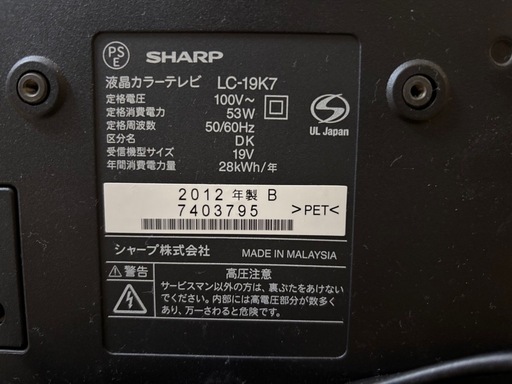 PS
E
SHARP
液晶カラーテレビ LC-19K7
定格電圧 100V~
定格消費電力 53W
定格周波数 50/60Hz
区分名 DK
受信機型サイズ 19V
年間消費電力量 28kWh/年
UL Japan
2012 年製 B
7403795
>PET<
シャープ株式会社 MADE IN MALAYSIA
警告
高圧注意
サービスマン以外の方は、裏ぶたをあけない
でください。内部には高電圧部分が数多く
あり、万一さわると危険です。